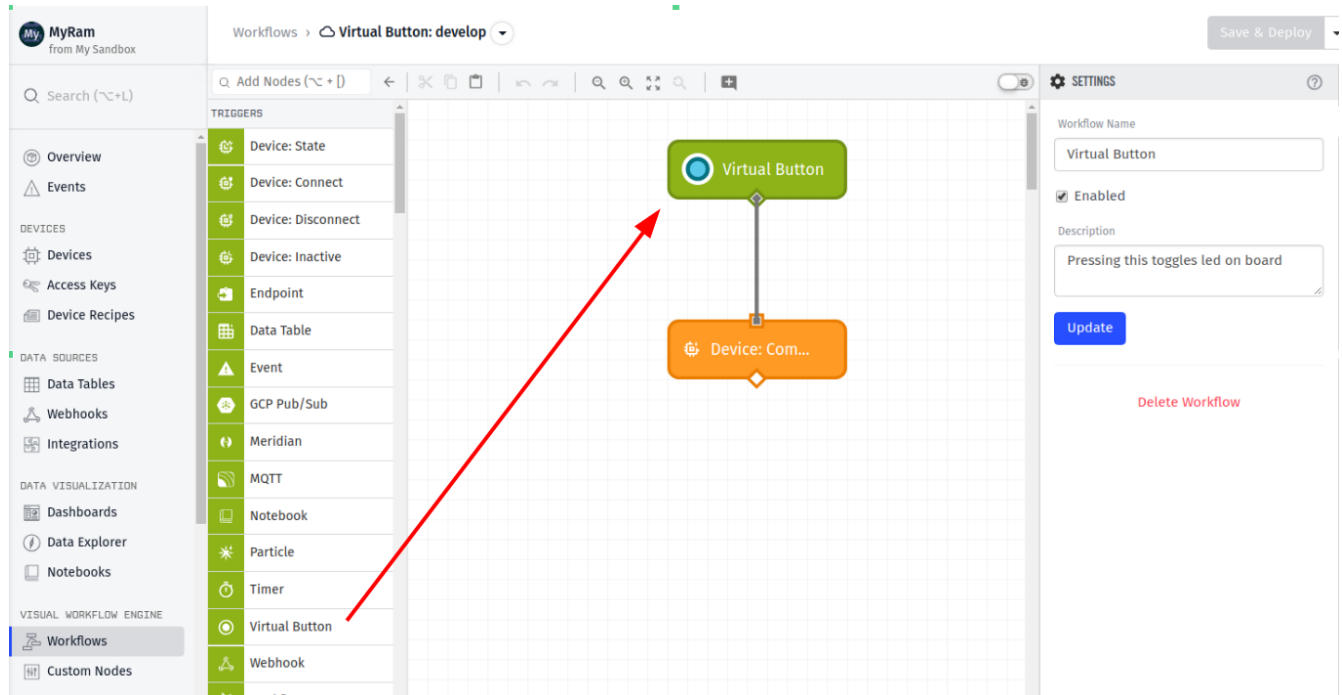 My
MyRam
from My Sandbox
Workflows › Virtual Button: develop
Save & Deploy
Search (⌥+L)
Overview
Events
DEVICES
Devices
Access Keys
Device Recipes
DATA SOURCES
Data Tables
Webhooks
Integrations
DATA VISUALIZATION
Dashboards
Data Explorer
Notebooks
VISUAL WORKFLOW ENGINE
Workflows
Custom Nodes
Add Nodes (⌥ + [)
TRIGGERS
Device: State
Device: Connect
Device: Disconnect
Device: Inactive
Endpoint
Data Table
Event
GCP Pub/Sub
Meridian
MQTT
Notebook
Particle
Timer
Virtual Button
Webhook
Virtual Button
Device: Com...
SETTINGS
Workflow Name
Virtual Button
Enabled
Description
Pressing this toggles led on board
Update
Delete Workflow